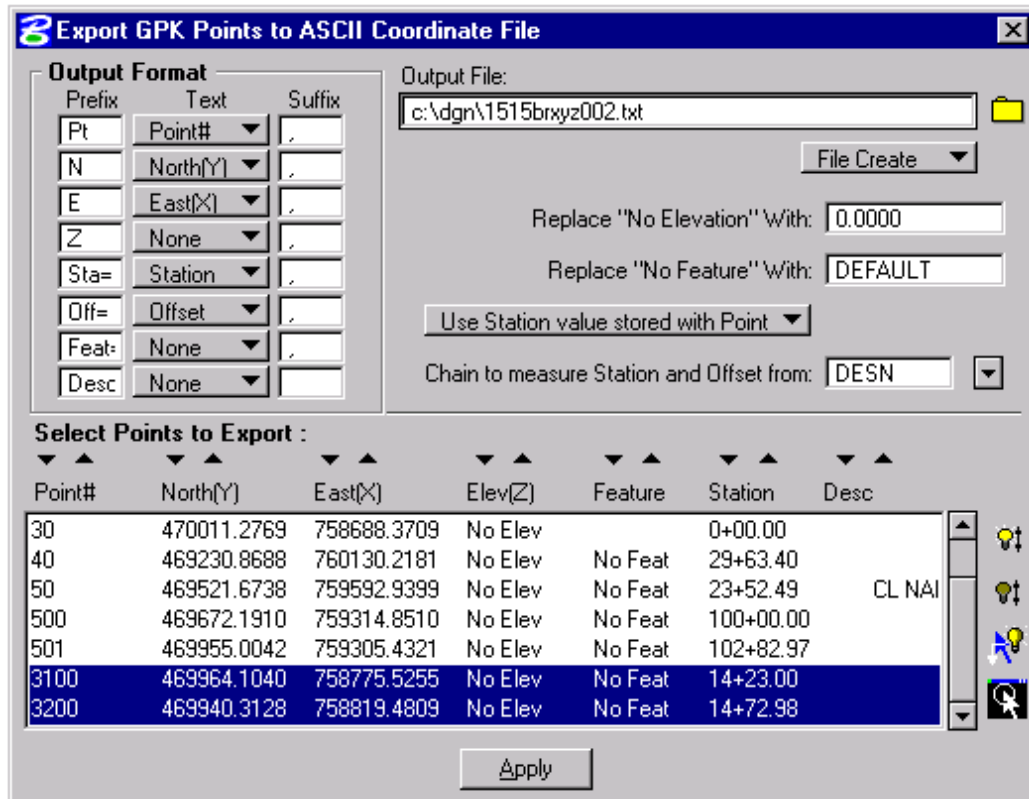 Export GPK Points to ASCII Coordinate File
Output Format
Prefix Text Suffix
Pt Point# ,
N North(Y) ,
E East(X) ,
Z None ,
Sta= Station ,
Off= Offset ,
Feat= None ,
Desc None
Output File:
c:\dgn\1515brxyz002.txt
File Create
Replace "No Elevation" With: 0.0000
Replace "No Feature" With: DEFAULT
Use Station value stored with Point
Chain to measure Station and Offset from: DESN
Select Points to Export :
Point# North(Y) East(X) Elev(Z) Feature Station Desc
30 470011.2769 758688.3709 No Elev 0+00.00
40 469230.8688 760130.2181 No Elev No Feat 29+63.40
50 469521.6738 759592.9399 No Elev No Feat 23+52.49 CL NAI
500 469672.1910 759314.8510 No Elev No Feat 100+00.00
501 469955.0042 759305.4321 No Elev No Feat 102+82.97
3100 469964.1040 758775.5255 No Elev No Feat 14+23.00
3200 469940.3128 758819.4809 No Elev No Feat 14+72.98
Apply